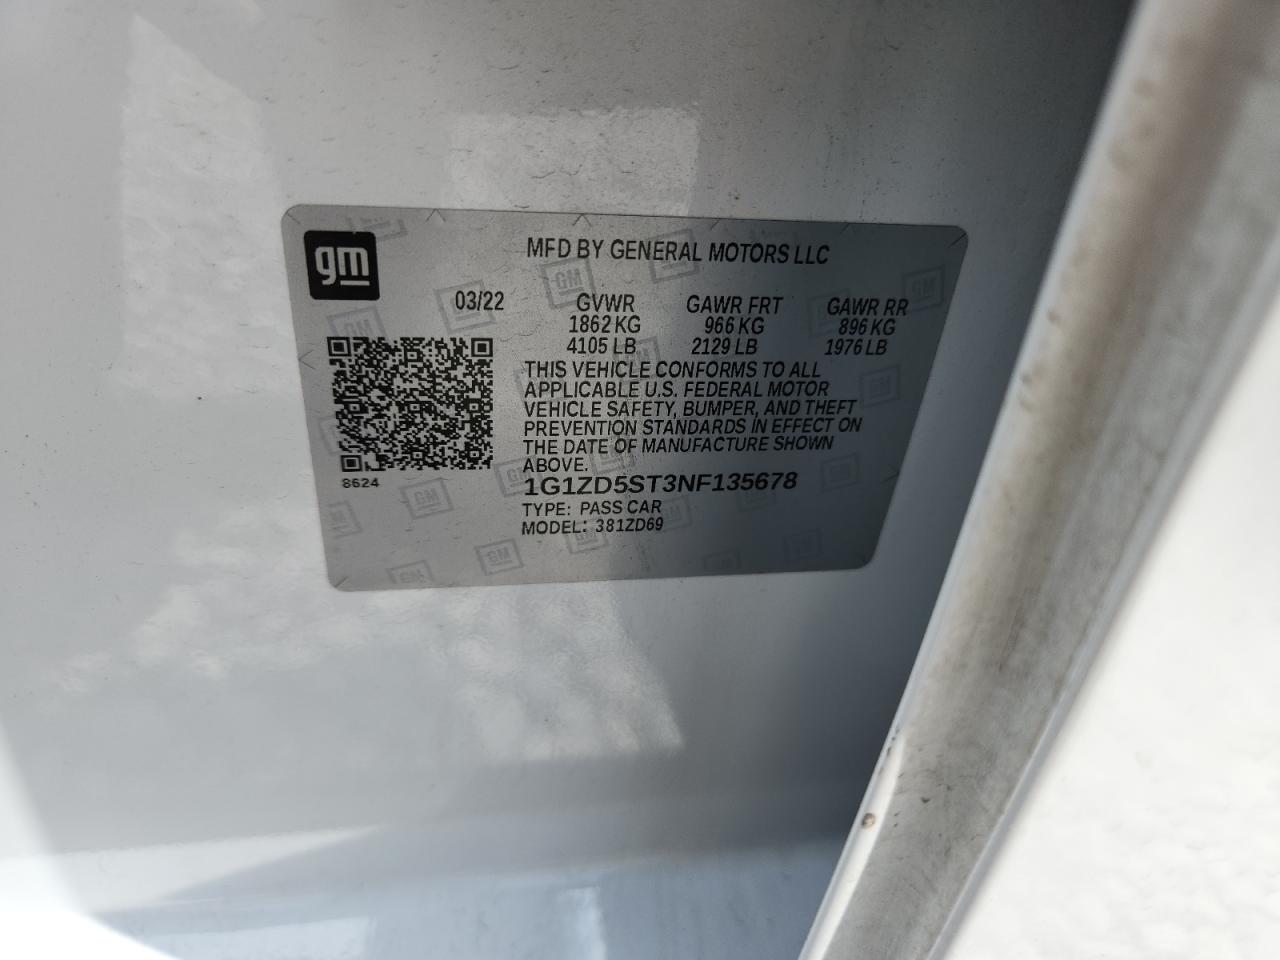 gm
MFD BY GENERAL MOTORS LLC
03/22 GVWR GAWR FRT GAWR RR
1862 KG 966 KG 896 KG
4105 LB 2129 LB 1976 LB
THIS VEHICLE CONFORMS TO ALL
APPLICABLE U.S. FEDERAL MOTOR
VEHICLE SAFETY, BUMPER, AND THEFT
PREVENTION STANDARDS IN EFFECT ON
THE DATE OF MANUFACTURE SHOWN
ABOVE.
8624
1G1ZD5ST3NF135678
TYPE: PASS CAR
MODEL: 381ZD69